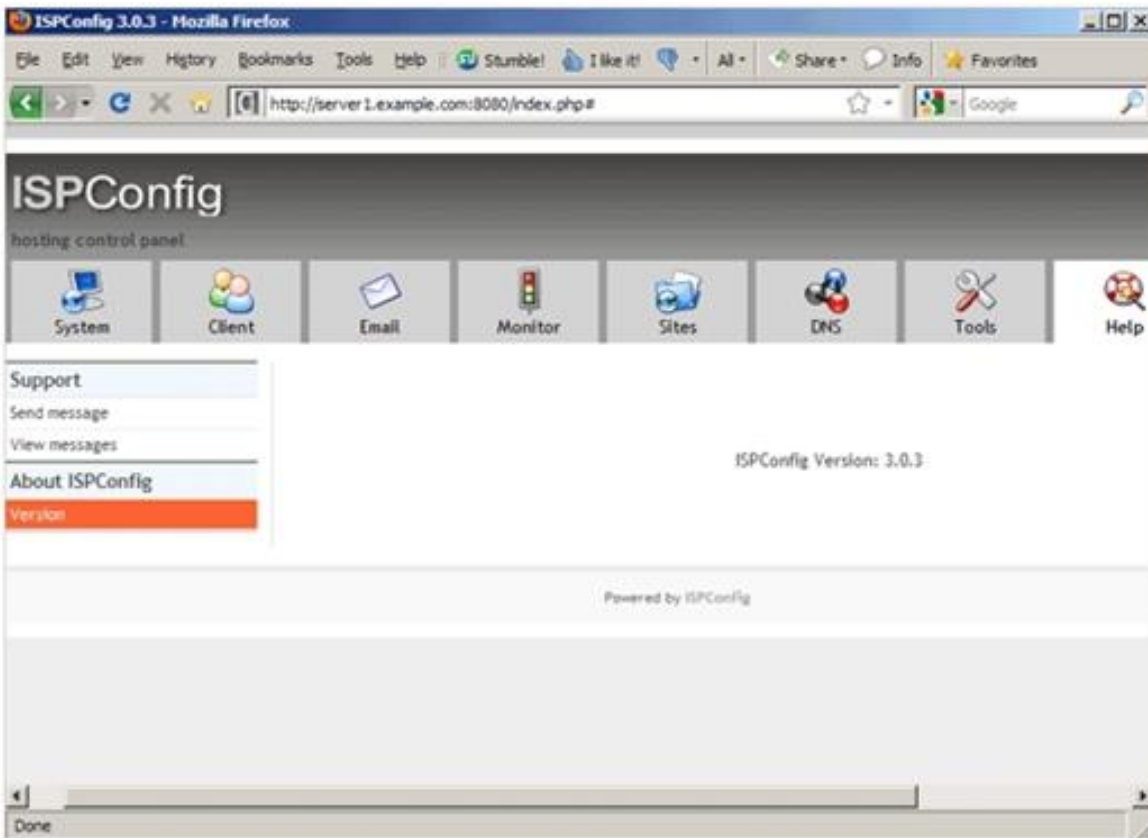 ISPConfig 3.0.3 - Mozilla Firefox
File Edit View History Bookmarks Tools Help Stumble! I like it! All Share Info Favorites
http://server1.example.com:8080/index.php# Google
ISPConfig
hosting control panel
System Client Email Monitor Sites DNS Tools Help
Support
Send message
View messages
ISPConfig Version: 3.0.3
About ISPConfig
Version
Powered by ISPConfig
Done